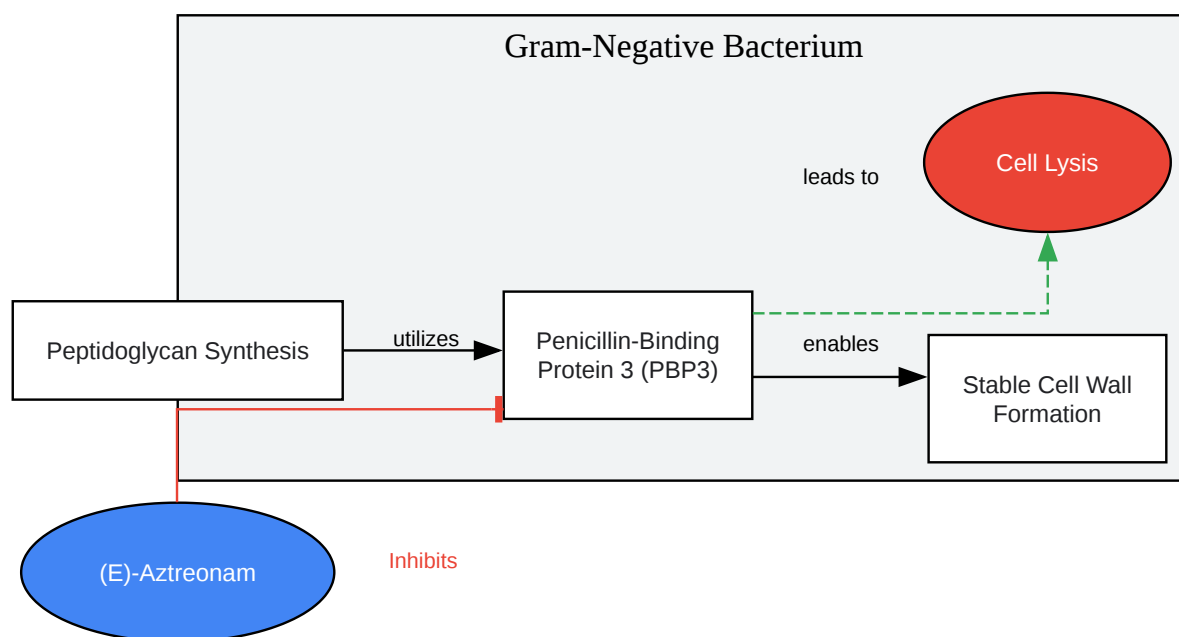 Gram-Negative Bacterium
Cell Lysis
leads to
Peptidoglycan Synthesis
utilizes
Penicillin-Binding
Protein 3 (PBP3)
enables
Stable Cell Wall
Formation
Inhibits
(E)-Aztreonam